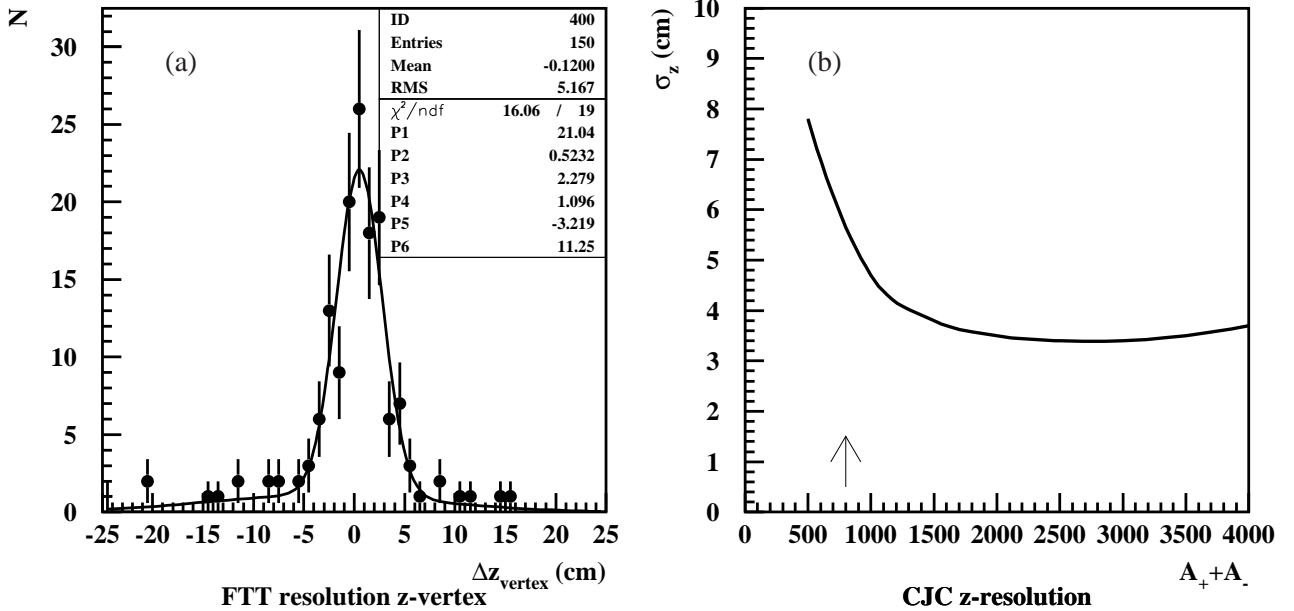 N
(a)
ID 400
Entries 150
Mean -0.1200
RMS 5.167
χ²/ndf 16.06 / 19
P1 21.04
P2 0.5232
P3 2.279
P4 1.096
P5 -3.219
P6 11.25
30
25
20
15
10
5
0
-25 -20 -15 -10 -5 0 5 10 15 20 25
Δz_vertex (cm)
FTT resolution z-vertex
σ_z (cm)
(b)
10
9
8
7
6
5
4
3
2
1
0
0 500 1000 1500 2000 2500 3000 3500 4000
A_+ + A_-
CJC z-resolution